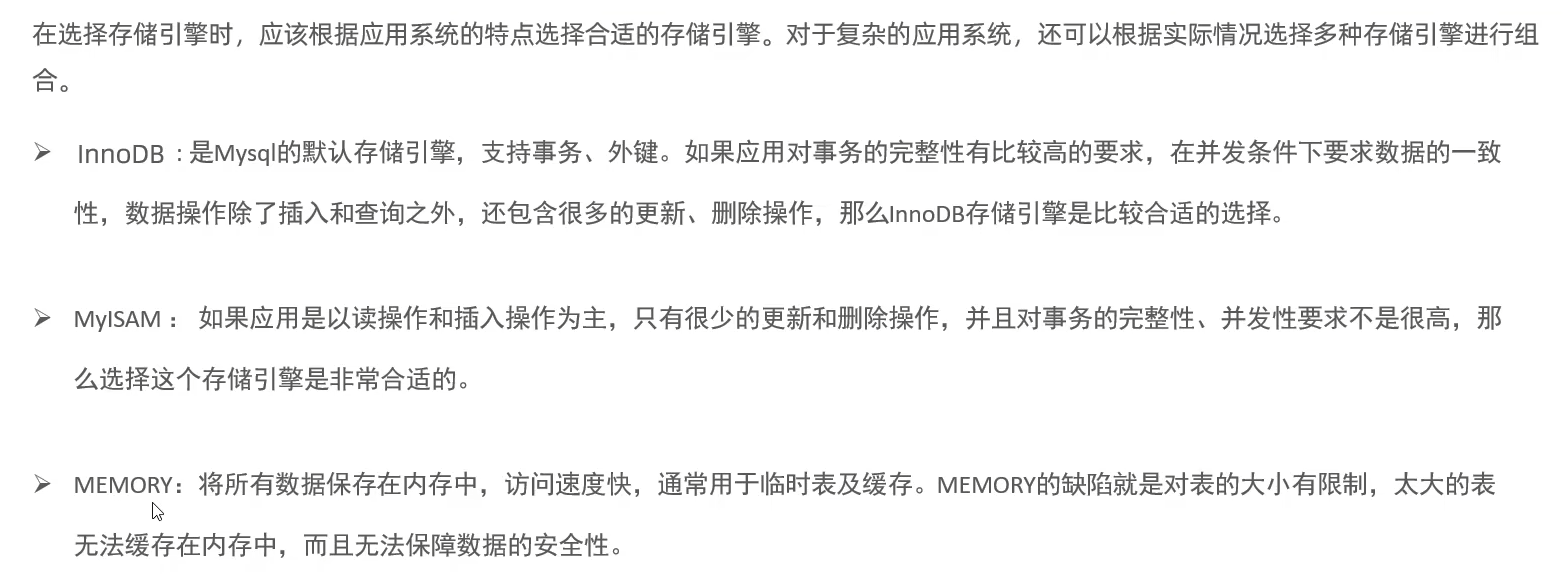 在选择存储引擎时，应该根据应用系统的特点选择合适的存储引擎。对于复杂的应用系统，还可以根据实际情况选择多种存储引擎进行组
合。
➢ InnoDB : 是Mysql的默认存储引擎，支持事务、外键。如果应用对事务的完整性有比较高的要求，在并发条件下要求数据的一致
性，数据操作除了插入和查询之外，还包含很多的更新、删除操作，那么InnoDB存储引擎是比较合适的选择。
➢ MyISAM ： 如果应用是以读操作和插入操作为主，只有很少的更新和删除操作，并且对事务的完整性、并发性要求不是很高，那
么选择这个存储引擎是非常合适的。
➢ MEMORY：将所有数据保存在内存中，访问速度快，通常用于临时表及缓存。MEMORY的缺陷就是对表的大小有限制，太大的表
无法缓存在内存中，而且无法保障数据的安全性。